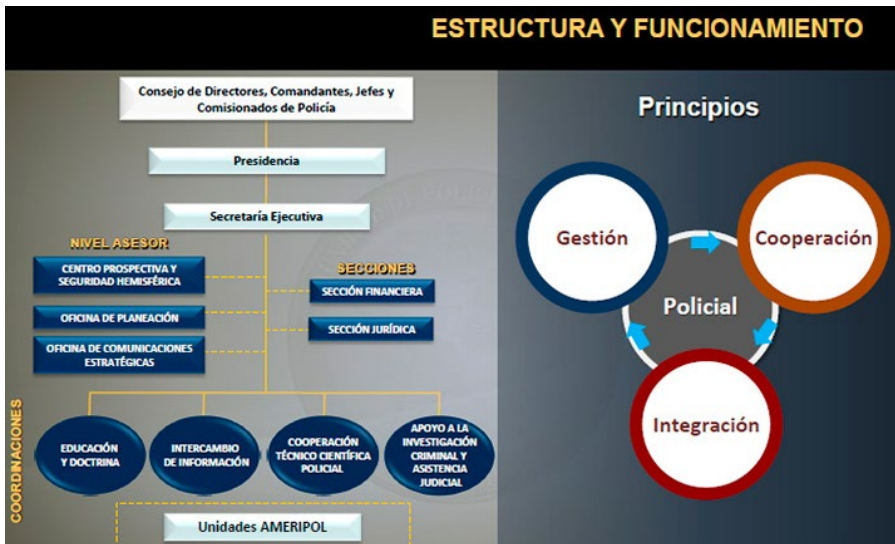 ESTRUCTURA Y FUNCIONAMIENTO
Consejo de Directores, Comandantes, Jefes y
Comisionados de Policía
Presidencia
Secretaría Ejecutiva
NIVEL ASESOR
CENTRO PROSPECTIVA Y
SEGURIDAD HEMISFÉRICA
OFICINA DE PLANEACIÓN
OFICINA DE COMUNICACIONES
ESTRATÉGICAS
SECCIONES
SECCIÓN FINANCIERA
SECCIÓN JURÍDICA
COORDINACIONES
EDUCACIÓN
Y DOCTRINA
INTERCAMBIO
DE INFORMACIÓN
COOPERACIÓN
TÉCNICO CIENTÍFICA
POLICIAL
APOYO A LA
INVESTIGACIÓN
CRIMINAL Y
ASISTENCIA
JUDICIAL
Unidades AMERIPOL
Principios
Gestión
Cooperación
Policial
Integración